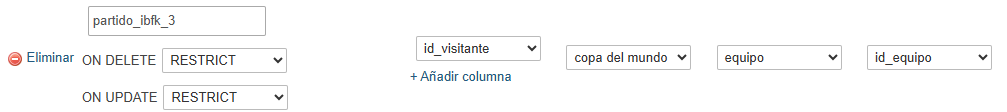 partido_ibfk_3
Eliminar ON DELETE RESTRICT id_visitante copa del mundo equipo id_equipo
+ Añadir columna
ON UPDATE RESTRICT